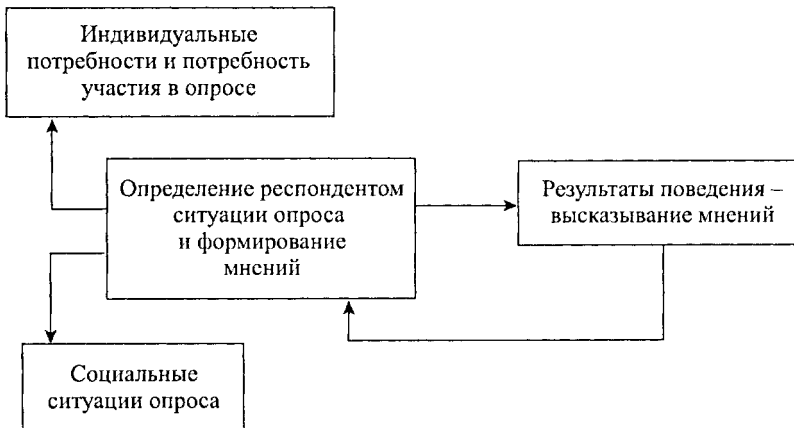 Индивидуальные
потребности и потребность
участия в опросе
Определение респондентом
ситуации опроса
и формирование
мнений
Результаты поведения –
высказывание мнений
Социальные
ситуации опроса